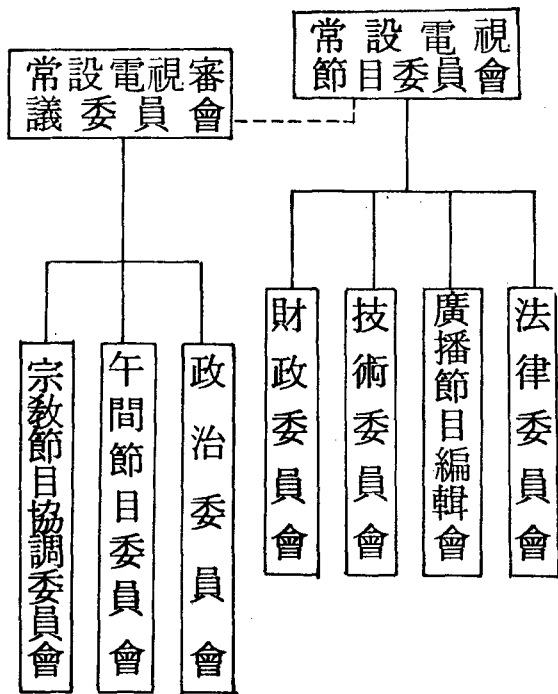 常設電視審
議委員會
常設電視
節目委員會
宗教節目協調委員會
午間節目委員會
政治委員會
財政委員會
技術委員會
廣播節目編輯會
法律委員會